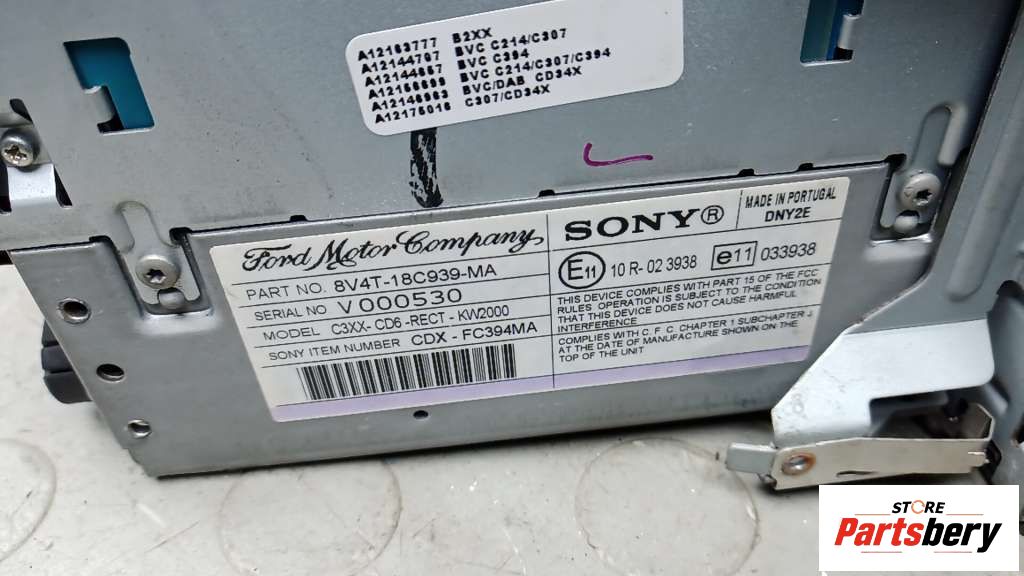 A12163777 B2XX
A12144707 BVC C214/C307
A12144857 BVC C394
A12158699 BVC C214/C307/C394
A12146963 BVC/DAB CD34X
A12175015 C307/CD34X
Ford Motor Company
PART NO. 8V4T-18C939-MA
SERIAL NO V000530
MODEL C3XX-CD6-RECT-KW2000
SONY ITEM NUMBER CDX-FC394MA
SONY®
MADE IN PORTUGAL
DNY2E
E11 10 R-02 3938 e11 033938
THIS DEVICE COMPLIES WITH PART 15 OF THE FCC
RULES OPERATION IS SUBJECT TO THE CONDITION
THAT THIS DEVICE DOES NOT CAUSE HARMFUL
INTERFERENCE
COMPLIES WITH C.F.C. CHAPTER 1 SUBCHAPTER J
AT THE DATE OF MANUFACTURE SHOWN ON THE
TOP OF THE UNIT
STORE
Partsbery